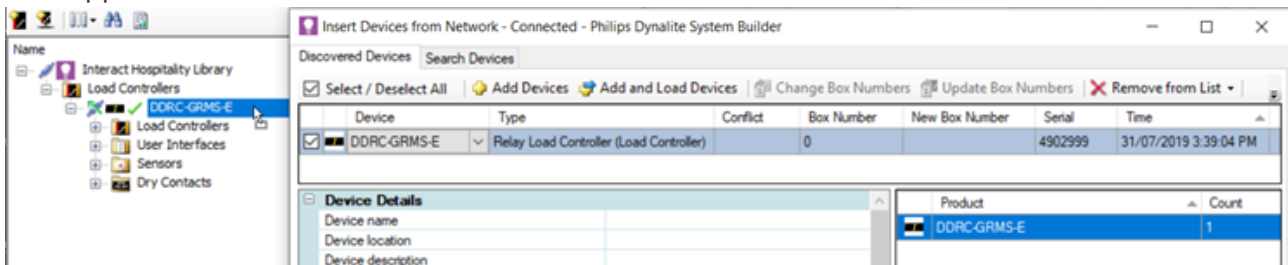 Insert Devices from Network - Connected - Philips Dynalite System Builder
Name
Interact Hospitality Library
Load Controllers
DDRC-GRMS-E
Load Controllers
User Interfaces
Sensors
Dry Contacts
Discovered Devices Search Devices
Select / Deselect All Add Devices Add and Load Devices Change Box Numbers Update Box Numbers Remove from List
Device Type Conflict Box Number New Box Number Serial Time
DDRC-GRMS-E Relay Load Controller (Load Controller) 0 4902999 31/07/2019 3:39:04 PM
Device Details
Device name
Device location
Device description
Product Count
DDRC-GRMS-E 1